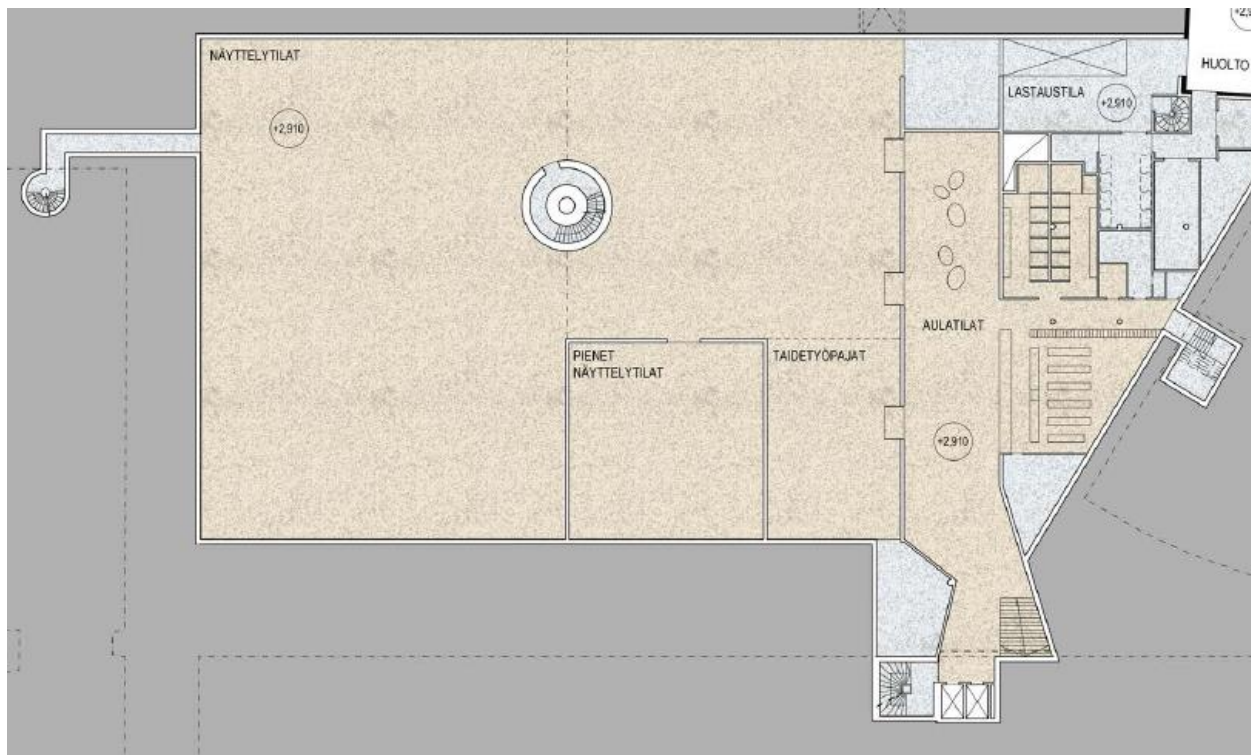 NÄYTTELYTILAT
+2,910
LASTAUSTILA
+2,910
HUOLTO
AULATILAT
PIENET
NÄYTTELYTILAT
TAIDETYÖPAJAT
+2,910